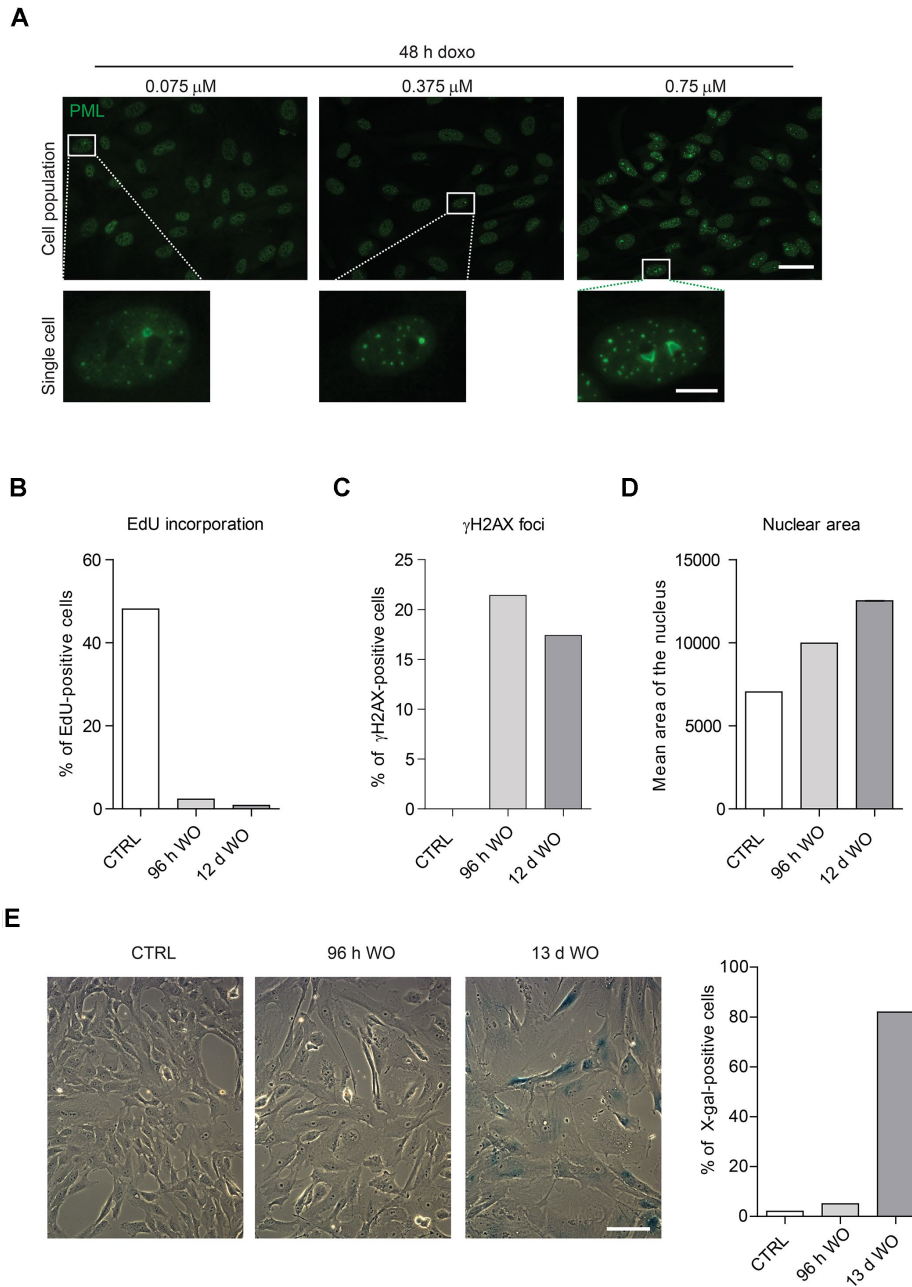 A
48 h doxo
0.075 μM
0.375 μM
0.75 μM
PML
Cell population
Single cell
B
C
D
EdU incorporation
γH2AX foci
Nuclear area
% of EdU-positive cells
60
40
20
0
CTRL
96 h WO
12 d WO
% of γH2AX-positive cells
25
20
15
10
5
0
CTRL
96 h WO
12 d WO
Mean area of the nucleus
15000
10000
5000
0
CTRL
96 h WO
12 d WO
E
CTRL
96 h WO
13 d WO
% of X-gal-positive cells
100
80
60
40
20
0
CTRL
96 h WO
13 d WO